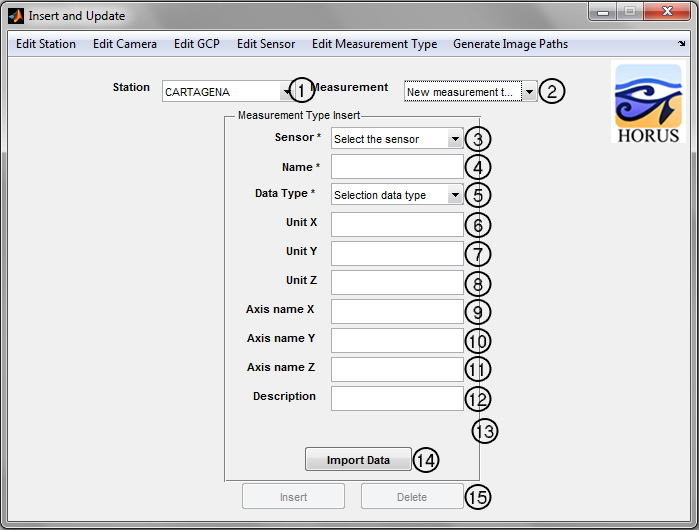 Insert and Update
Edit Station Edit Camera Edit GCP Edit Sensor Edit Measurement Type Generate Image Paths
Station CARTAGENA 1 Measurement New measurement t... 2
HORUS
Measurement Type Insert
Sensor * Select the sensor 3
Name * 4
Data Type * Selection data type 5
Unit X 6
Unit Y 7
Unit Z 8
Axis name X 9
Axis name Y 10
Axis name Z 11
Description 12
13
Import Data 14
Insert Delete 15